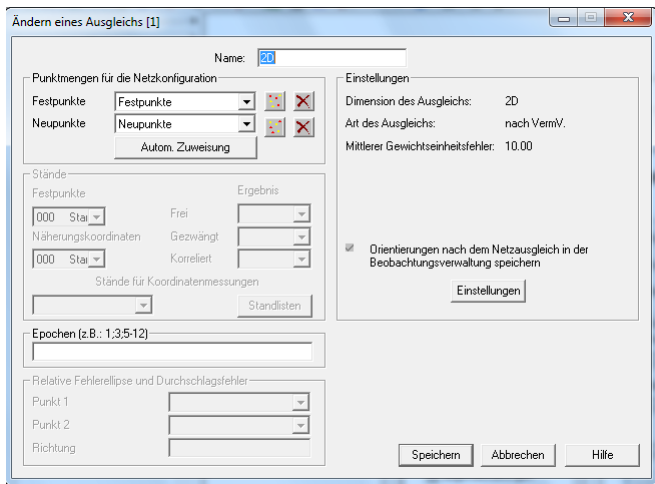 Ändern eines Ausgleichs [1]
Name: 2D
Punktmengen für die Netzkonfiguration
Festpunkte Festpunkte
Neupunkte Neupunkte
Autom. Zuweisung
Stände
Festpunkte Ergebnis
000 Star Frei
Näherungskoordinaten Gezwängt
000 Star Korreliert
Stände für Koordinatenmessungen
Standlisten
Epochen (z.B.: 1;3;5-12)
Relative Fehlerellipse und Durchschlagsfehler
Punkt 1
Punkt 2
Richtung
Einstellungen
Dimension des Ausgleichs: 2D
Art des Ausgleichs: nach VermV.
Mittlerer Gewichtseinheitsfehler: 10.00
Orientierungen nach dem Netzausgleich in der
Beobachtungsverwaltung speichern
Einstellungen
Speichern Abbrechen Hilfe